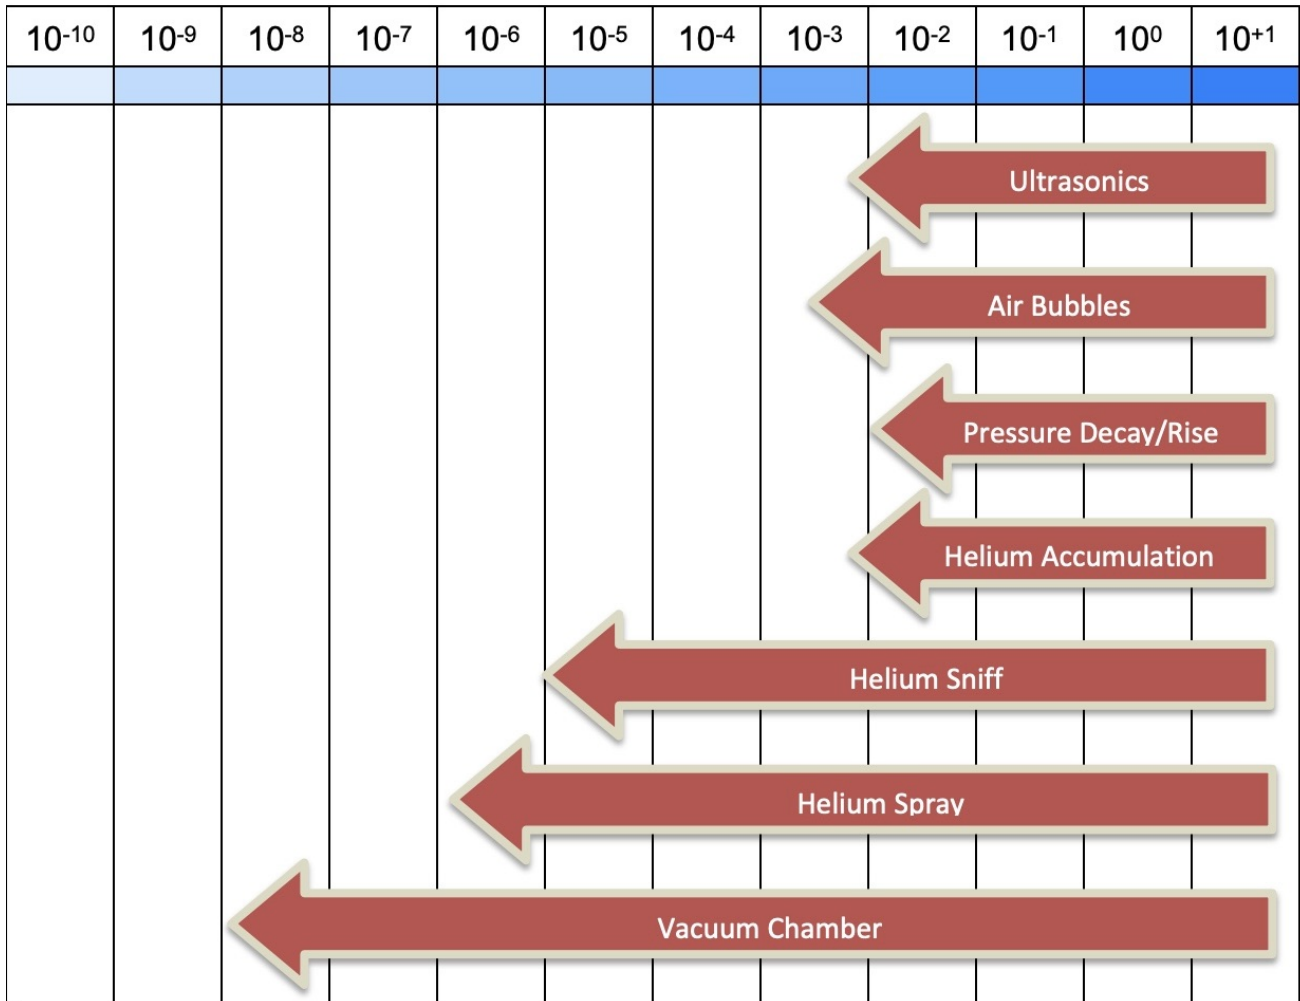 10⁻¹⁰ 10⁻⁹ 10⁻⁸ 10⁻⁷ 10⁻⁶ 10⁻⁵ 10⁻⁴ 10⁻³ 10⁻² 10⁻¹ 10⁰ 10⁺¹
Ultrasonics
Air Bubbles
Pressure Decay/Rise
Helium Accumulation
Helium Sniff
Helium Spray
Vacuum Chamber